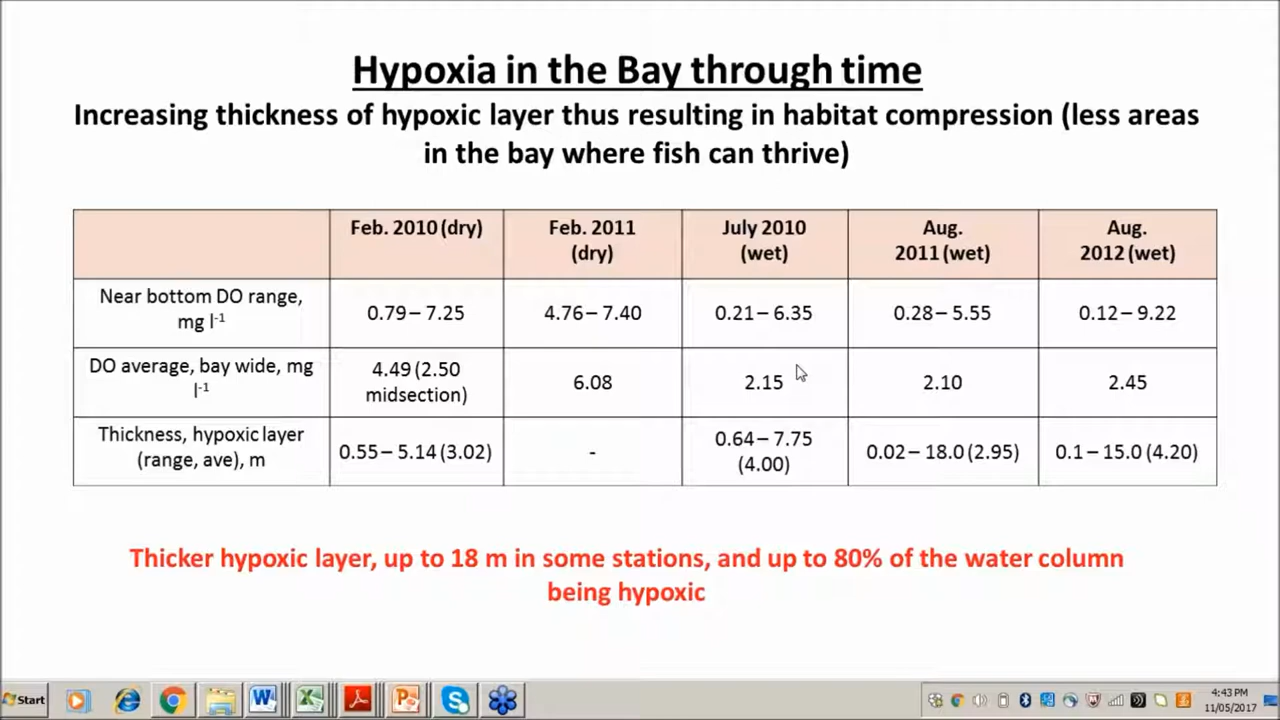 Hypoxia in the Bay through time
Increasing thickness of hypoxic layer thus resulting in habitat compression (less areas
in the bay where fish can thrive)
Feb. 2010 (dry)
Feb. 2011
(dry)
July 2010
(wet)
Aug.
2011 (wet)
Aug.
2012 (wet)
Near bottom DO range,
mg l-1
0.79 – 7.25
4.76 – 7.40
0.21 – 6.35
0.28 – 5.55
0.12 – 9.22
DO average, bay wide, mg
l-1
4.49 (2.50
midsection)
6.08
2.15
2.10
2.45
Thickness, hypoxic layer
(range, ave), m
0.55 – 5.14 (3.02)
-
0.64 – 7.75
(4.00)
0.02 – 18.0 (2.95)
0.1 – 15.0 (4.20)
Thicker hypoxic layer, up to 18 m in some stations, and up to 80% of the water column
being hypoxic
Start
4:43 PM
11/05/2017